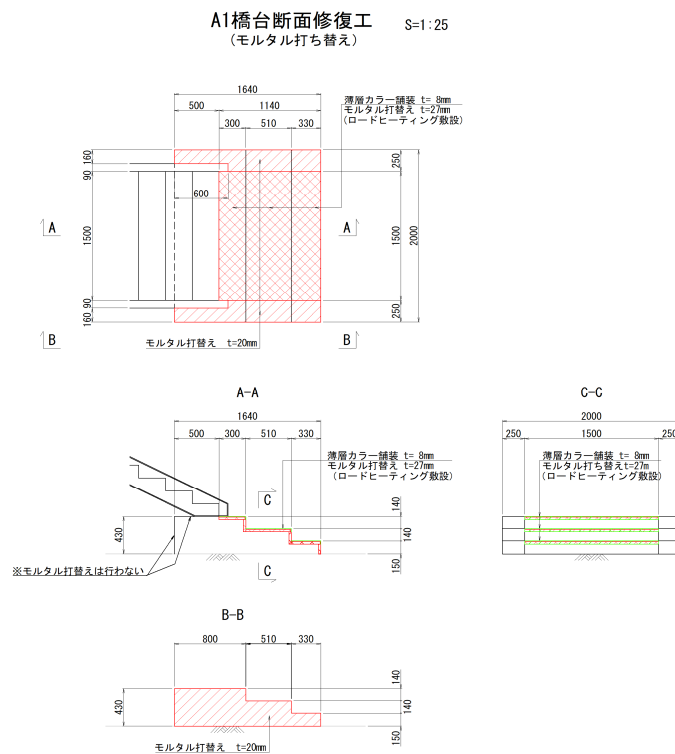 A1橋台断面修復工 S=1:25
(モルタル打ち替え)
1640
500
1140
300
510
330
薄層カラー舗装 t= 8mm
モルタル打替え t=27mm
(ロードヒーティング敷設)
160
90
1500
90
160
600
250
1500
250
2000
A
A
B
B
モルタル打替え t=20mm
A-A
1640
500
300
510
330
薄層カラー舗装 t= 8mm
モルタル打替え t=27mm
(ロードヒーティング敷設)
C
C
430
140
140
150
※モルタル打替えは行わない
C-C
2000
250
1500
250
薄層カラー舗装 t= 8mm
モルタル打ち替えt=27m
(ロードヒーティング敷設)
B-B
800
510
330
430
140
140
150
モルタル打替え t=20mm